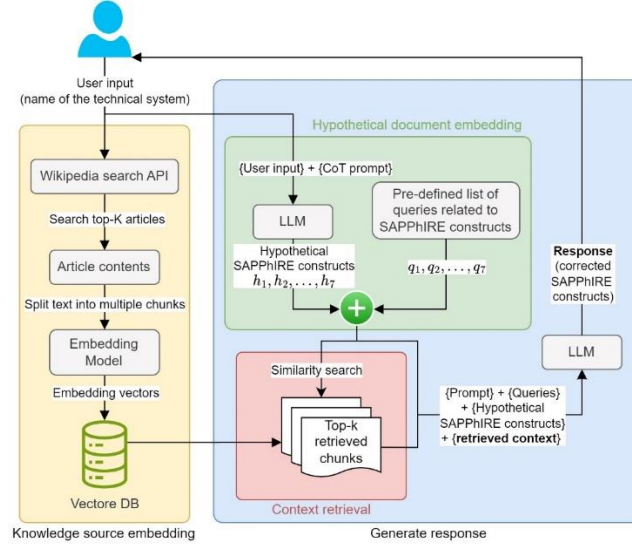 User input
(name of the technical system)
Wikipedia search API
Search top-K articles
Article contents
Split text into multiple chunks
Embedding
Model
Embedding vectors
Vectore DB
Knowledge source embedding
Hypothetical document embedding
{User input} + {CoT prompt}
LLM
Hypothetical
SAPPhIRE constructs
h₁, h₂, . . . , h₇
Pre-defined list of
queries related to
SAPPhIRE constructs
q₁, q₂, . . . , q₇
Similarity search
Top-k
retrieved
chunks
Context retrieval
{Prompt} + {Queries}
+ {Hypothetical
SAPPhIRE constructs}
+ {retrieved context}
LLM
Response
(corrected
SAPPhIRE
constructs)
Generate response